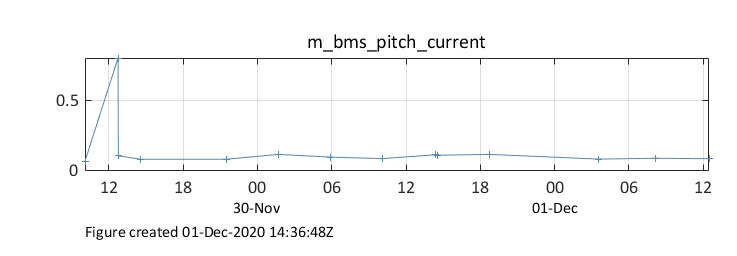 m_bms_pitch_current
0.5
0
12 18 00 06 12 18 00 06 12
30-Nov 01-Dec
Figure created 01-Dec-2020 14:36:48Z